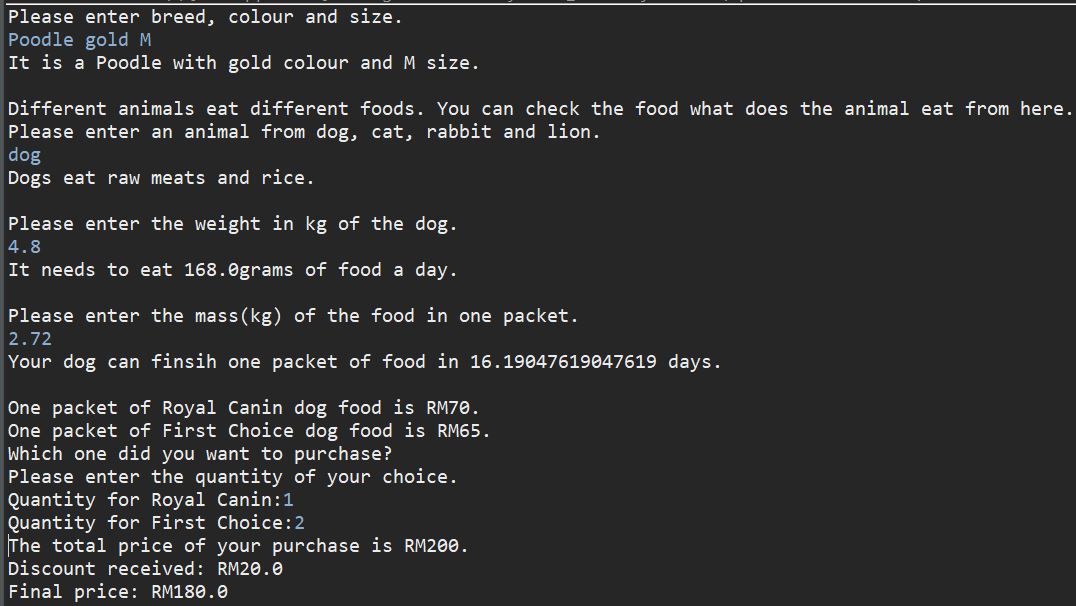 Please enter breed, colour and size.
Poodle gold M
It is a Poodle with gold colour and M size.
Different animals eat different foods. You can check the food what does the animal eat from here.
Please enter an animal from dog, cat, rabbit and lion.
dog
Dogs eat raw meats and rice.
Please enter the weight in kg of the dog.
4.8
It needs to eat 168.0grams of food a day.
Please enter the mass(kg) of the food in one packet.
2.72
Your dog can finsih one packet of food in 16.19047619047619 days.
One packet of Royal Canin dog food is RM70.
One packet of First Choice dog food is RM65.
Which one did you want to purchase?
Please enter the quantity of your choice.
Quantity for Royal Canin:1
Quantity for First Choice:2
The total price of your purchase is RM200.
Discount received: RM20.0
Final price: RM180.0